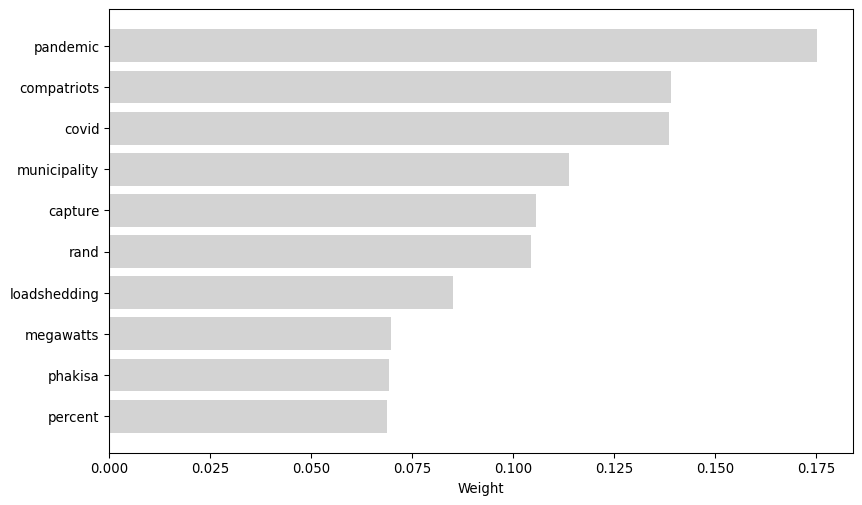 pandemic
compatriots
covid
municipality
capture
rand
loadshedding
megawatts
phakisa
percent
0.000 0.025 0.050 0.075 0.100 0.125 0.150 0.175
Weight